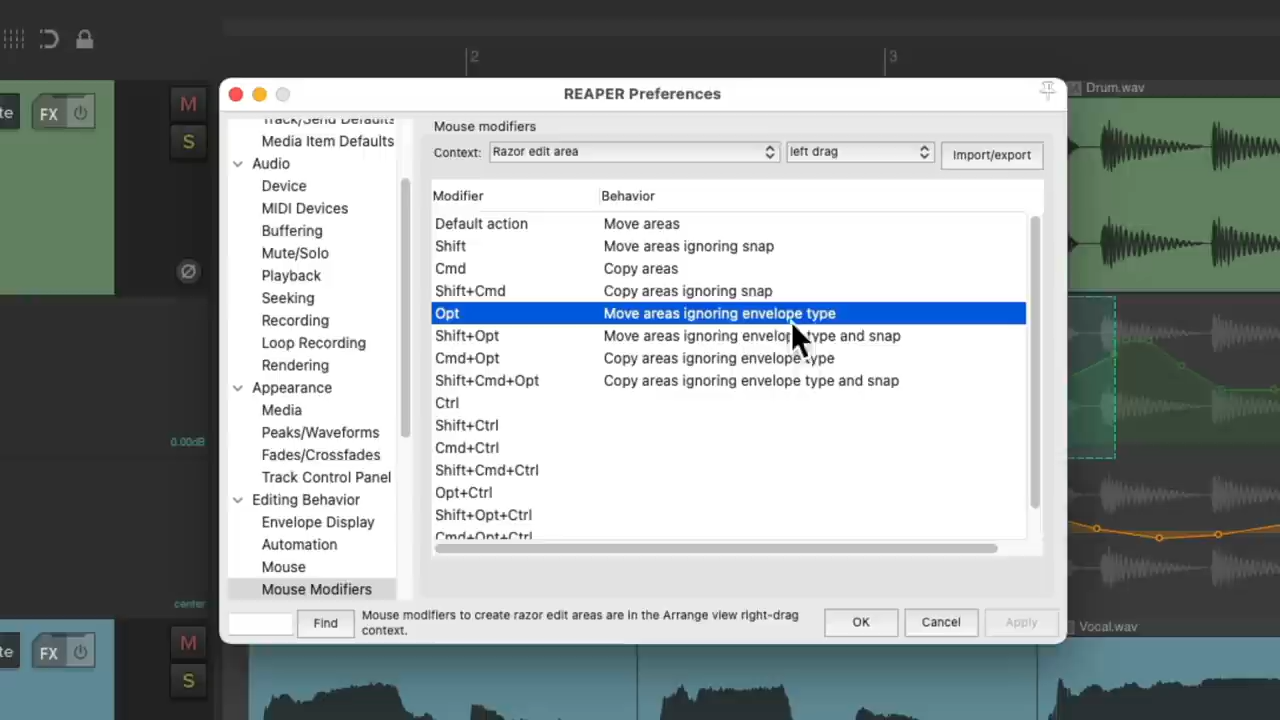 2
3
te
FX
M
S
0.00dB
center
te
FX
M
S
REAPER Preferences
Track/Send Defaults
Media Item Defaults
Audio
Device
MIDI Devices
Buffering
Mute/Solo
Playback
Seeking
Recording
Loop Recording
Rendering
Appearance
Media
Peaks/Waveforms
Fades/Crossfades
Track Control Panel
Editing Behavior
Envelope Display
Automation
Mouse
Mouse Modifiers
Find
Mouse modifiers
Context: Razor edit area left drag Import/export
Modifier Behavior
Default action Move areas
Shift Move areas ignoring snap
Cmd Copy areas
Shift+Cmd Copy areas ignoring snap
Opt Move areas ignoring envelope type
Shift+Opt Move areas ignoring envelope type and snap
Cmd+Opt Copy areas ignoring envelope type
Shift+Cmd+Opt Copy areas ignoring envelope type and snap
Ctrl
Shift+Ctrl
Cmd+Ctrl
Shift+Cmd+Ctrl
Opt+Ctrl
Shift+Opt+Ctrl
Cmd+Opt+Ctrl
Mouse modifiers to create razor edit areas are in the Arrange view right-drag
context.
OK Cancel Apply
Drum.wav
Vocal.wav